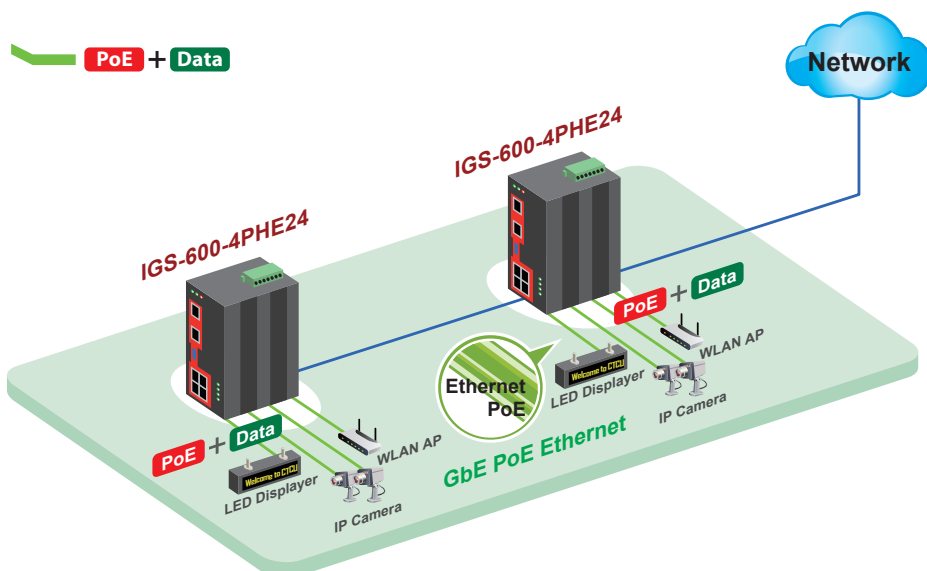 PoE + Data
Network
IGS-600-4PHE24
IGS-600-4PHE24
PoE + Data
WLAN AP
Welcome to CTCU
LED Displayer
IP Camera
Ethernet
PoE
GbE PoE Ethernet
PoE + Data
WLAN AP
Welcome to CTCU
LED Displayer
IP Camera